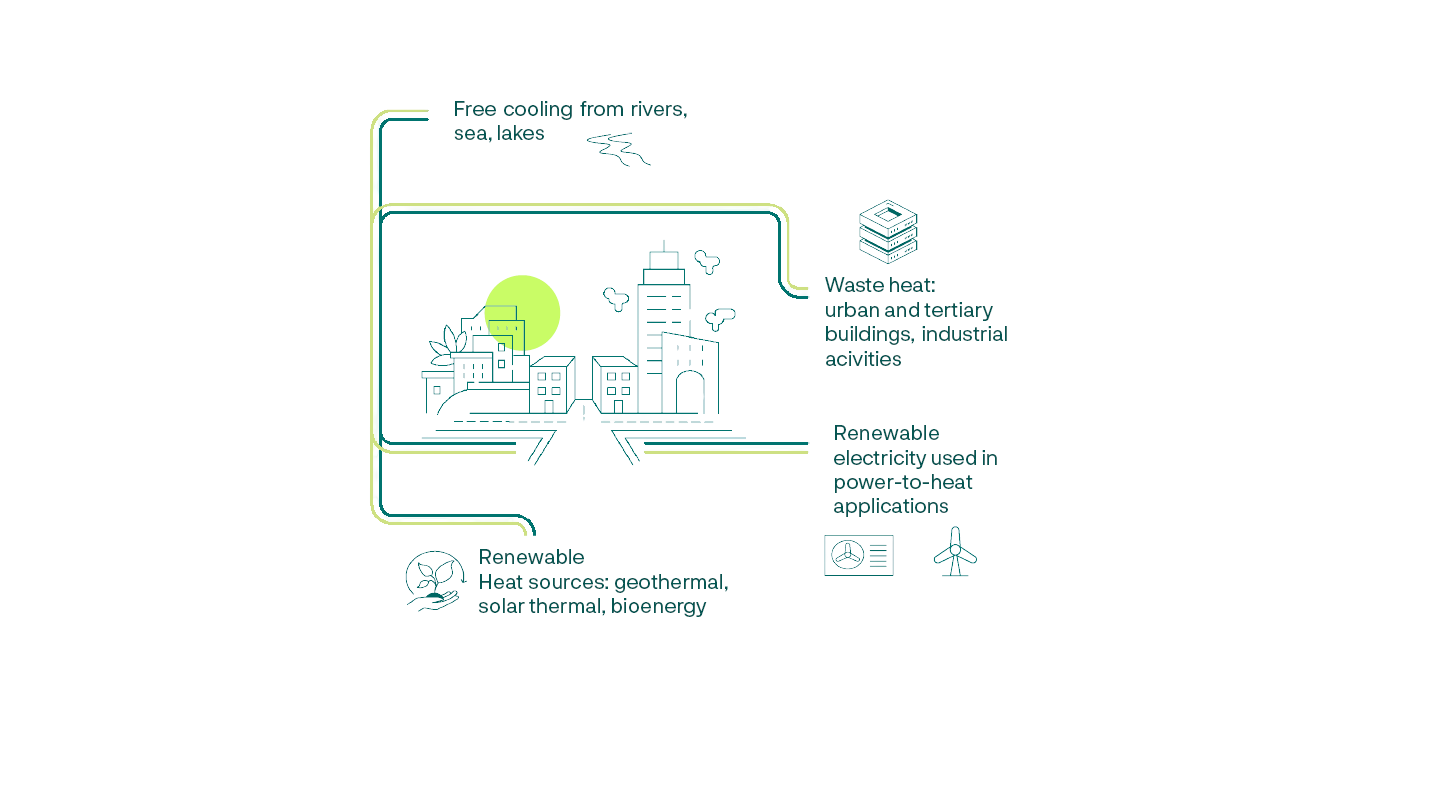 Free cooling from rivers,
sea, lakes
Waste heat:
urban and tertiary
buildings, industrial
acivities
Renewable
electricity used in
power-to-heat
applications
Renewable
Heat sources: geothermal,
solar thermal, bioenergy